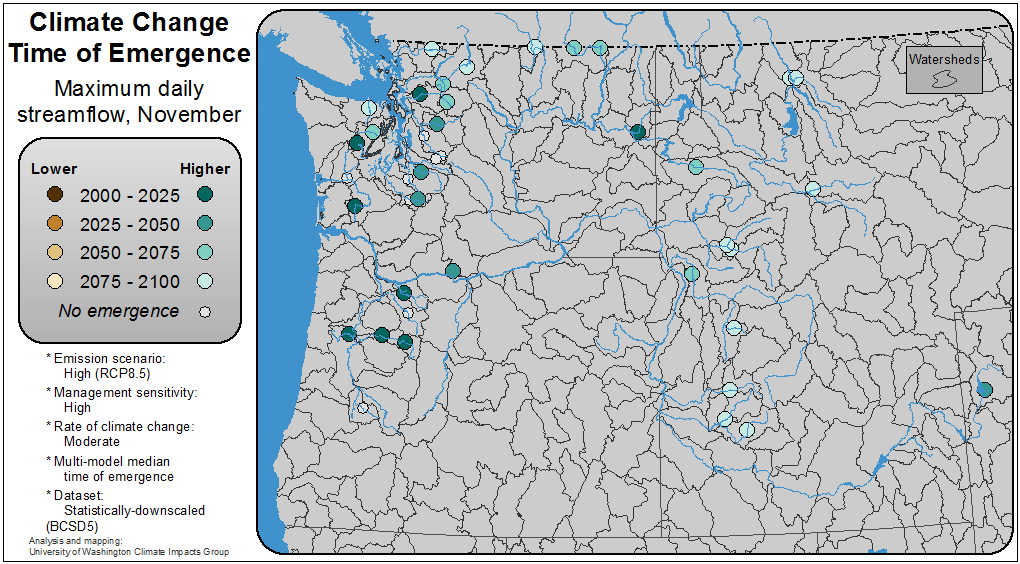 Climate Change
Time of Emergence
Maximum daily
streamflow, November
Lower Higher
2000 - 2025
2025 - 2050
2050 - 2075
2075 - 2100
No emergence
* Emission scenario:
High (RCP8.5)
* Management sensitivity:
High
* Rate of climate change:
Moderate
* Multi-model median
time of emergence
* Dataset:
Statistically-downscaled
(BCSD5)
Analysis and mapping:
University of Washington Climate Impacts Group
Watersheds